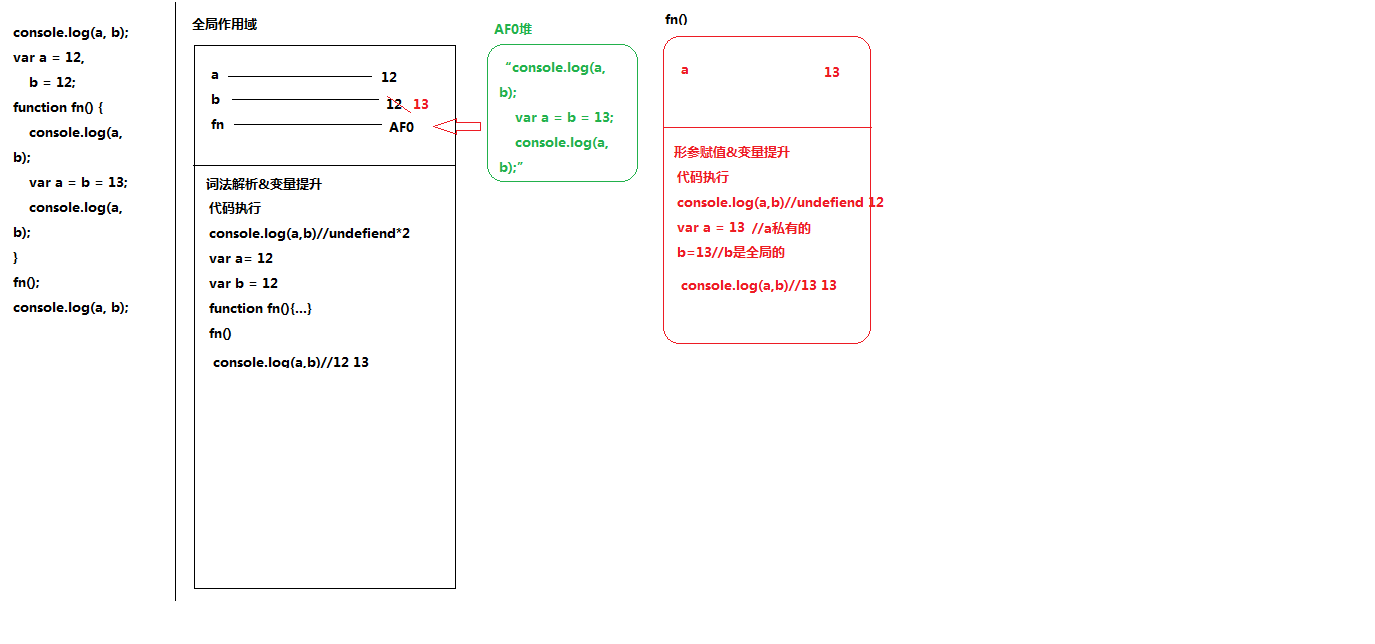 console.log(a, b);
var a = 12,
b = 12;
function fn() {
console.log(a,
b);
var a = b = 13;
console.log(a,
b);
}
fn();
console.log(a, b);
全局作用域
a 12
b 12 13
fn AF0
词法解析&变量提升
代码执行
console.log(a,b)//undefiend*2
var a= 12
var b = 12
function fn(){...}
fn()
console.log(a,b)//12 13
AF0堆
“console.log(a,
b);
var a = b = 13;
console.log(a,
b);”
fn()
a 13
形参赋值&变量提升
代码执行
console.log(a,b)//undefiend 12
var a = 13 //a私有的
b=13//b是全局的
console.log(a,b)//13 13